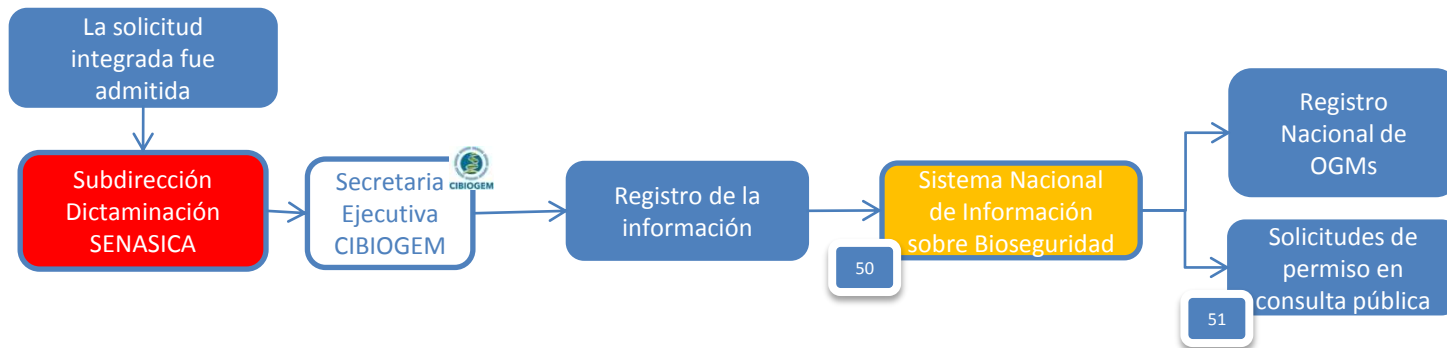 La solicitud
integrada fue
admitida
Subdirección
Dictaminación
SENASICA
Secretaria
Ejecutiva
CIBIOGEM
CIBIOGEM
Registro de la
información
Sistema Nacional
de Información
sobre Bioseguridad
50
Registro
Nacional de
OGMs
Solicitudes de
permiso en
consulta pública
51